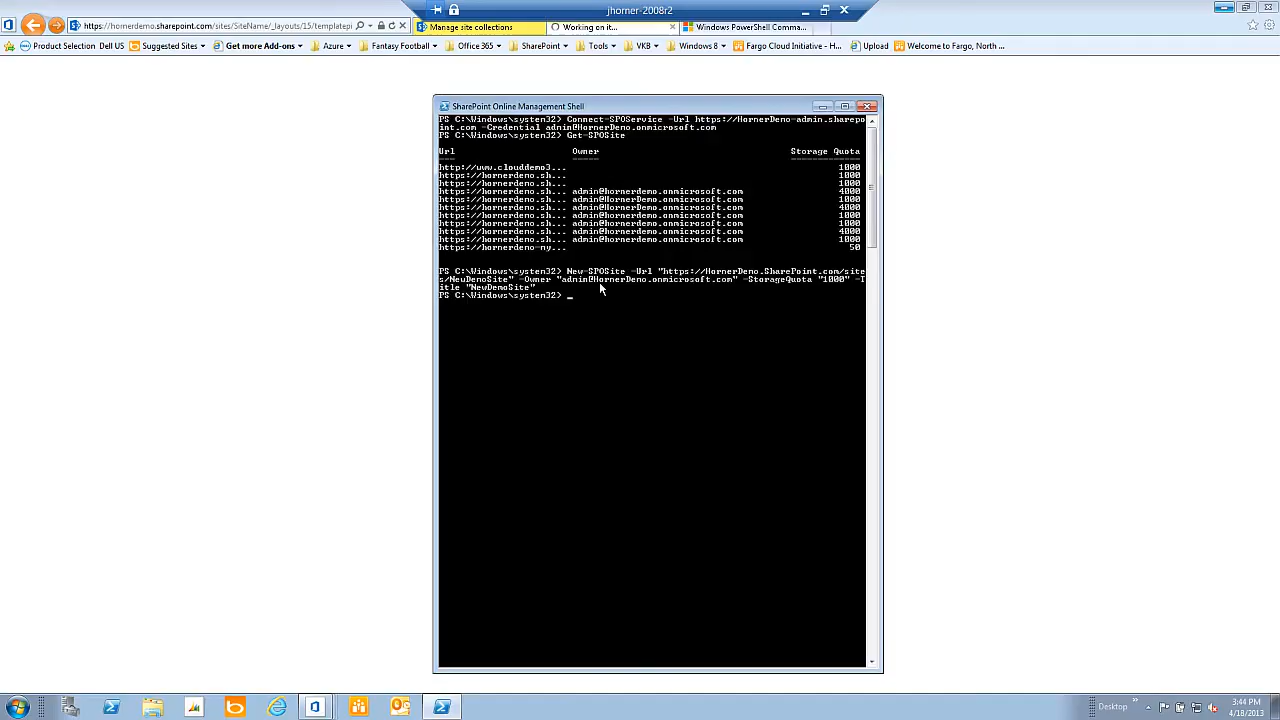 jhorner-2008r2
https://hornerdemo.sharepoint.com/sites/SiteName/_layouts/15/templatepi
Manage site collections
Working on it...
Windows PowerShell Comma...
Product Selection Dell US
Suggested Sites
Get more Add-ons
Azure
Fantasy Football
Office 365
SharePoint
Tools
VKB
Windows 8
Fargo Cloud Initiative - H...
Upload
Welcome to Fargo, North ...
SharePoint Online Management Shell
PS C:\Windows\system32> Connect-SPOService -Url https://HornerDemo-admin.sharepo
int.com -Credential admin@HornerDemo.onmicrosoft.com
PS C:\Windows\system32> Get-SPOSite
Url Owner Storage Quota
--- ----- -------------
http://www.clouddemo3... 1000
https://hornerdemo.sh... 1000
https://hornerdemo.sh... 1000
https://hornerdemo.sh... admin@hornerdemo.onmicrosoft.com 4000
https://hornerdemo.sh... admin@HornerDemo.onmicrosoft.com 1000
https://hornerdemo.sh... admin@HornerDemo.onmicrosoft.com 4000
https://hornerdemo.sh... admin@hornerdemo.onmicrosoft.com 1000
https://hornerdemo.sh... admin@hornerdemo.onmicrosoft.com 1000
https://hornerdemo.sh... admin@hornerdemo.onmicrosoft.com 4000
https://hornerdemo.sh... admin@hornerdemo.onmicrosoft.com 1000
https://hornerdemo-my... 50
PS C:\Windows\system32> New-SPOSite -Url "https://HornerDemo.SharePoint.com/site
s/NewDemoSite" -Owner "admin@HornerDemo.onmicrosoft.com" -StorageQuota "1000" -T
itle "NewDemoSite"
PS C:\Windows\system32> _
Desktop
3:44 PM
4/18/2013